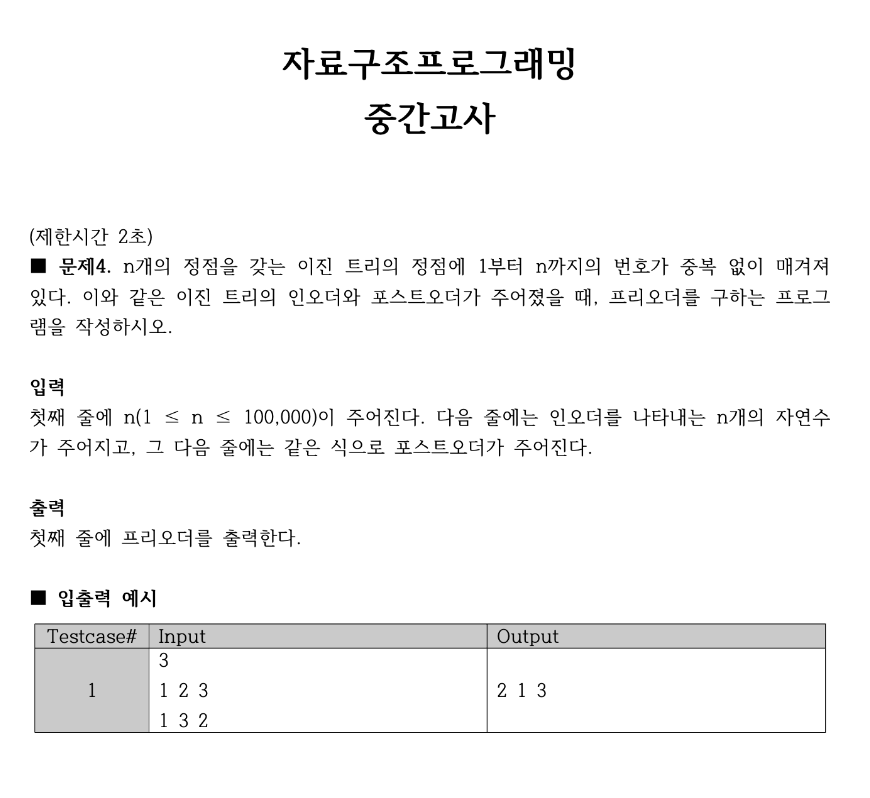 자료구조프로그래밍
중간고사
(제한시간 2초)
■ 문제4. n개의 정점을 갖는 이진 트리의 정점에 1부터 n까지의 번호가 중복 없이 매겨져
있다. 이와 같은 이진 트리의 인오더와 포스트오더가 주어졌을 때, 프리오더를 구하는 프로그
램을 작성하시오.
입력
첫째 줄에 n(1 ≤ n ≤ 100,000)이 주어진다. 다음 줄에는 인오더를 나타내는 n개의 자연수
가 주어지고, 그 다음 줄에는 같은 식으로 포스트오더가 주어진다.
출력
첫째 줄에 프리오더를 출력한다.
■ 입출력 예시
Testcase# Input Output
3
1 1 2 3 2 1 3
1 3 2